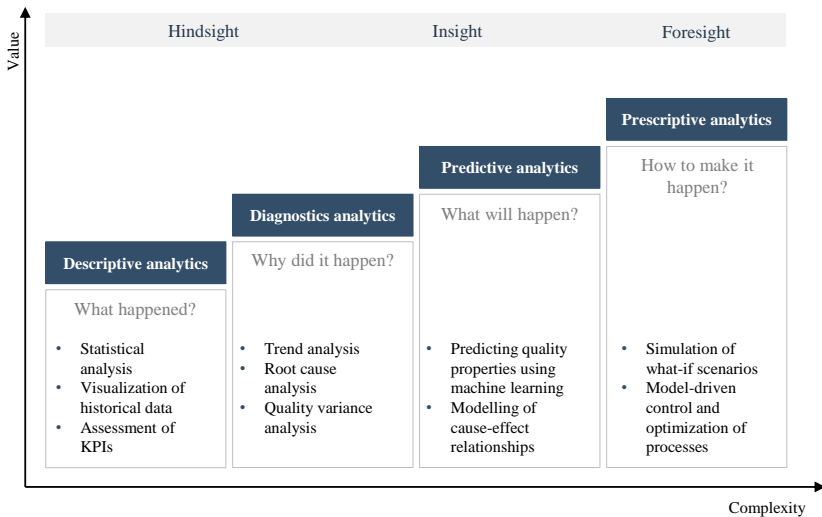 Hindsight
Insight
Foresight
Value
Prescriptive analytics
How to make it
happen?
Simulation of
what-if scenarios
Model-driven
control and
optimization of
processes
Predictive analytics
What will happen?
Predicting quality
properties using
machine learning
Modelling of
cause-effect
relationships
Diagnostics analytics
Why did it happen?
Trend analysis
Root cause
analysis
Quality variance
analysis
Descriptive analytics
What happened?
Statistical
analysis
Visualization of
historical data
Assessment of
KPIs
Complexity